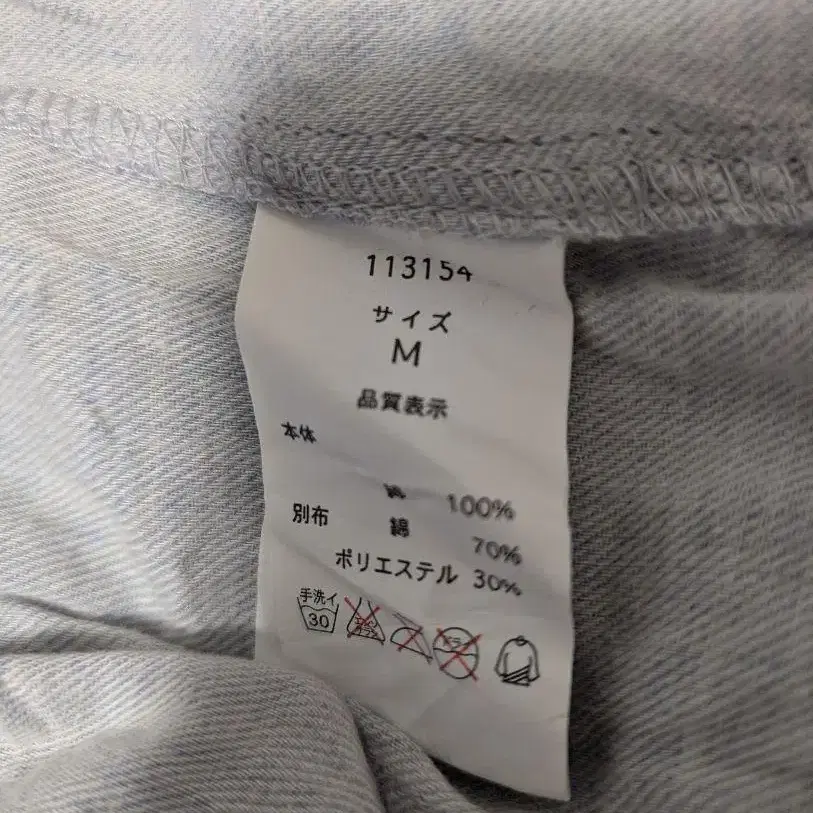 113154
サイズ
M
品質表示
本体
100%
別布 綿 70%
ポリエステル 30%
手洗イ
30